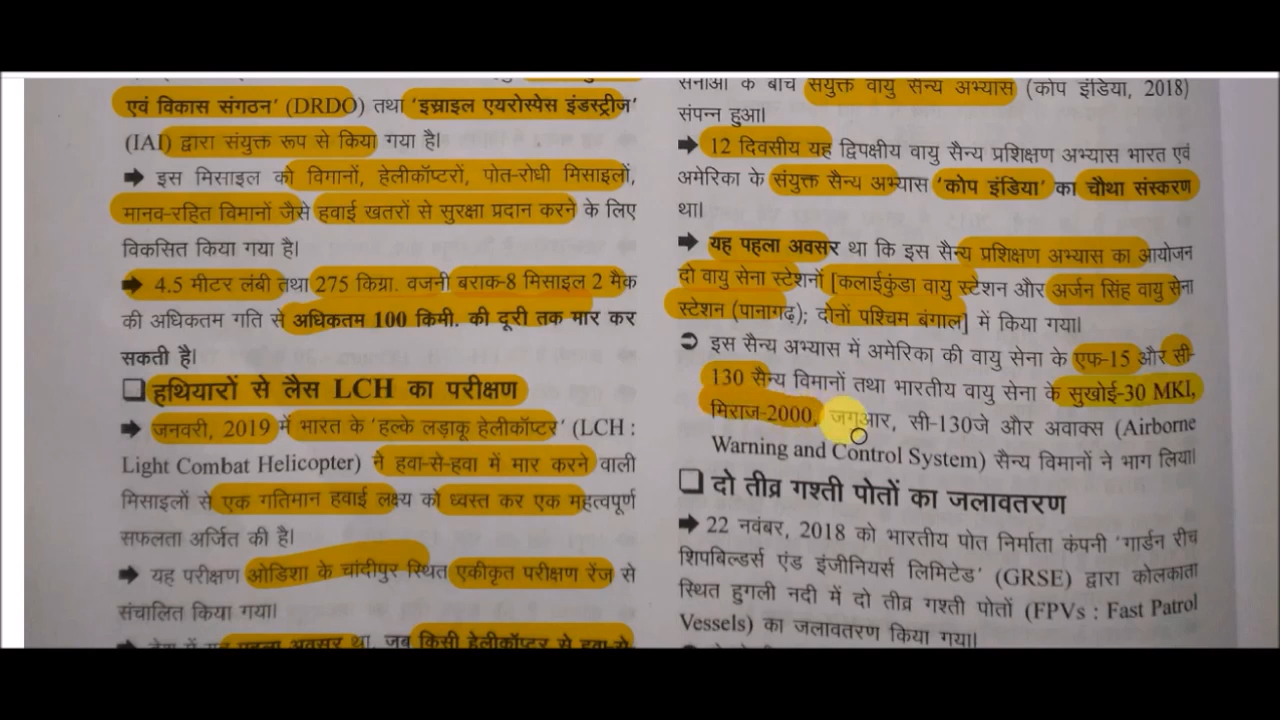 एवं विकास संगठन' (DRDO) तथा 'इस्राइल एयरोस्पेस इंडस्ट्रीज'
(IAI) द्वारा संयुक्त रूप से किया गया है।
➡ इस मिसाइल को विगानों, हेलीकॉप्टरों, पोत-रोधी मिसाइलों,
मानव-रहित विमानों जैसे हवाई खतरों से सुरक्षा प्रदान करने के लिए
विकसित किया गया है।
➡ 4.5 मीटर लंबी तथा 275 किग्रा. वजनी बराक-8 मिसाइल 2 मैक
की अधिकतम गति से अधिकतम 100 किमी. की दूरी तक मार कर
सकती है।
❑ हथियारों से लैस LCH का परीक्षण
➡ जनवरी, 2019 में भारत के 'हल्के लड़ाकू हेलीकॉप्टर' (LCH :
Light Combat Helicopter) ने हवा-से-हवा में मार करने वाली
मिसाइलों से एक गतिमान हवाई लक्ष्य को ध्वस्त कर एक महत्वपूर्ण
सफलता अर्जित की है।
➡ यह परीक्षण ओडिशा के चांदीपुर स्थित एकीकृत परीक्षण रेंज से
संचालित किया गया।
➡ देश में यह पहला अवसर था, जब किसी हेलीकॉप्टर से हवा-से-
सेनाओं के बीच संयुक्त वायु सैन्य अभ्यास (कोप इंडिया, 2018)
संपन्न हुआ।
➡ 12 दिवसीय यह द्विपक्षीय वायु सैन्य प्रशिक्षण अभ्यास भारत एवं
अमेरिका के संयुक्त सैन्य अभ्यास 'कोप इंडिया' का चौथा संस्करण
था।
➡ यह पहला अवसर था कि इस सैन्य प्रशिक्षण अभ्यास का आयोजन
दो वायु सेना स्टेशनों [कलाईकुंडा वायु स्टेशन और अर्जन सिंह वायु सेना
स्टेशन (पानागढ़); दोनों पश्चिम बंगाल] में किया गया।
➲ इस सैन्य अभ्यास में अमेरिका की वायु सेना के एफ-15 और सी-
130 सैन्य विमानों तथा भारतीय वायु सेना के सुखोई-30 MKI,
मिराज-2000, जगुआर, सी-130जे और अवाक्स (Airborne
Warning and Control System) सैन्य विमानों ने भाग लिया।
❑ दो तीव्र गश्ती पोतों का जलावतरण
➡ 22 नवंबर, 2018 को भारतीय पोत निर्माता कंपनी 'गार्डन रीच
शिपबिल्डर्स एंड इंजीनियर्स लिमिटेड' (GRSE) द्वारा कोलकाता
स्थित हुगली नदी में दो तीव्र गश्ती पोतों (FPVs : Fast Patrol
Vessels) का जलावतरण किया गया।